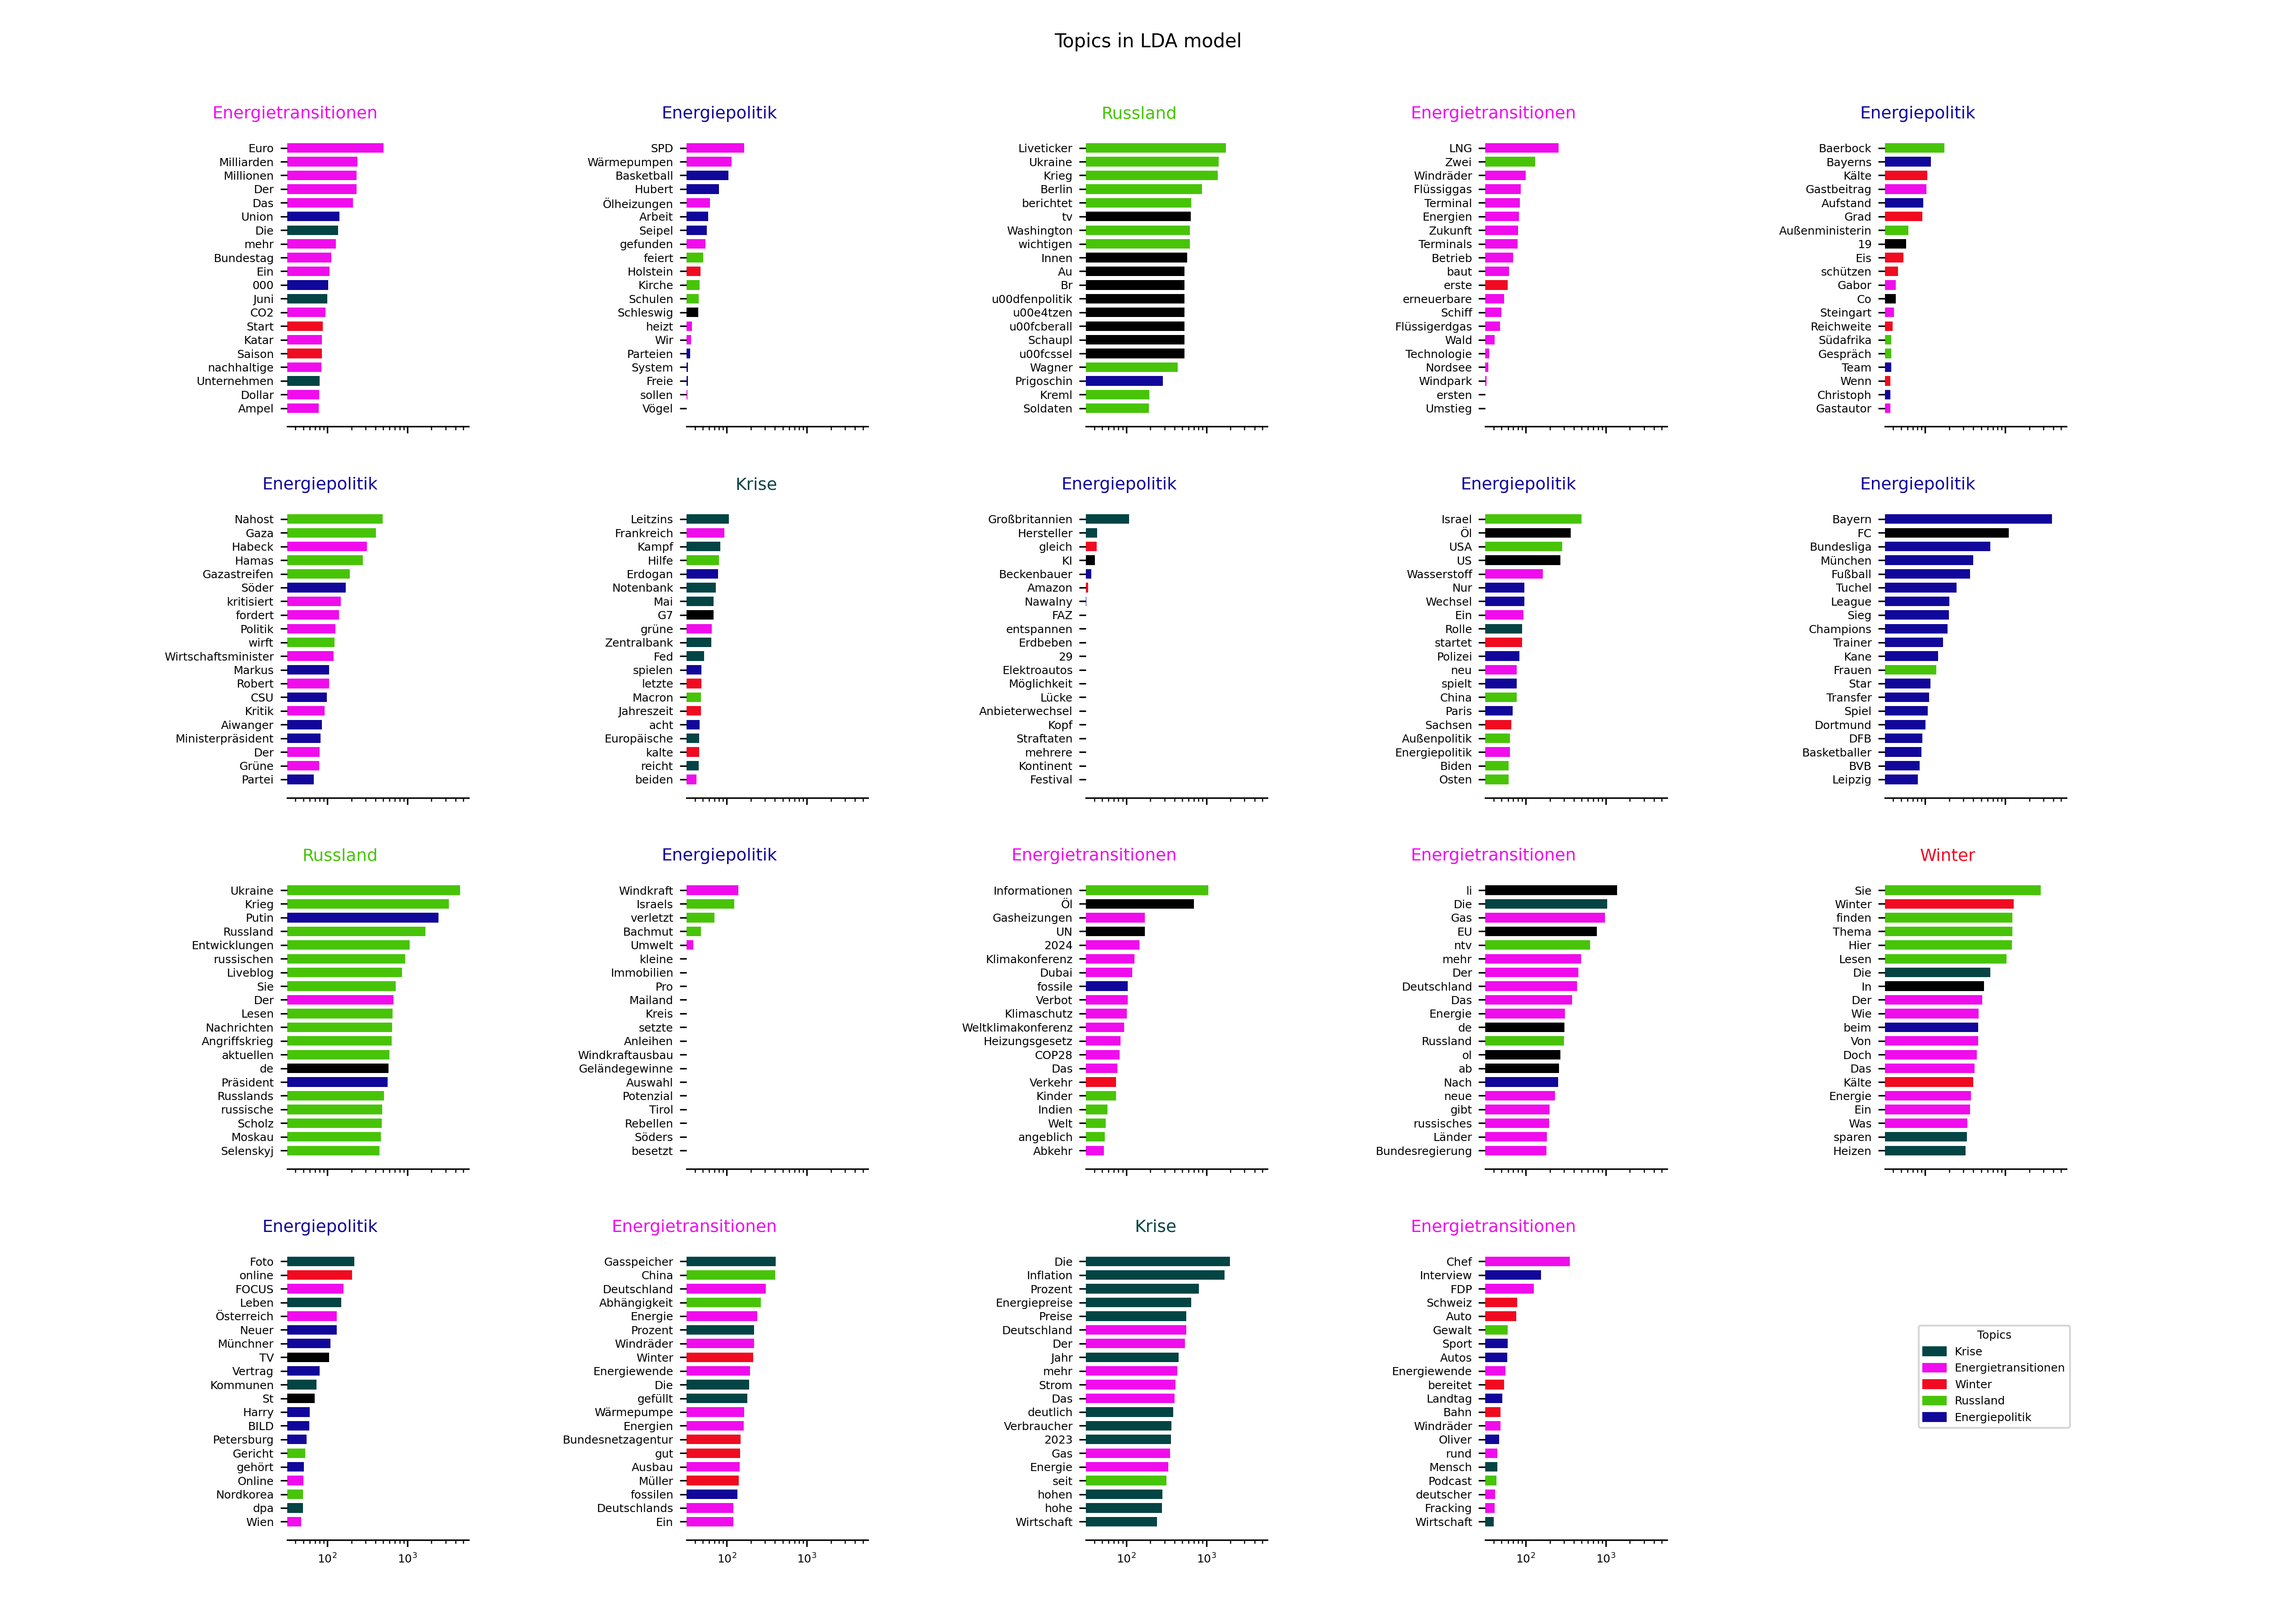 Topics in LDA model
Energietransitionen
Euro
Milliarden
Millionen
Der
Das
Union
Die
mehr
Bundestag
Ein
000
Juni
CO2
Start
Katar
Saison
nachhaltige
Unternehmen
Dollar
Ampel
Energiepolitik
SPD
Wärmepumpen
Basketball
Hubert
Ölheizungen
Arbeit
Seipel
gefunden
feiert
Holstein
Kirche
Schulen
Schleswig
heizt
Wir
Parteien
System
Freie
sollen
Vögel
Russland
Liveticker
Ukraine
Krieg
Berlin
berichtet
tv
Washington
wichtigen
Innen
Au
Br
u00dfenpolitik
u00e4tzen
u00fcberall
Schaupl
u00fcssel
Wagner
Prigoschin
Kreml
Soldaten
Energietransitionen
LNG
Zwei
Windräder
Flüssiggas
Terminal
Energien
Zukunft
Terminals
Betrieb
baut
erste
erneuerbare
Schiff
Flüssigerdgas
Wald
Technologie
Nordsee
Windpark
ersten
Umstieg
Energiepolitik
Baerbock
Bayerns
Kälte
Gastbeitrag
Aufstand
Grad
Außenministerin
19
Eis
schützen
Gabor
Co
Steingart
Reichweite
Südafrika
Gespräch
Team
Wenn
Christoph
Gastautor
Energiepolitik
Nahost
Gaza
Habeck
Hamas
Gazastreifen
Söder
kritisiert
fordert
Politik
wirft
Wirtschaftsminister
Markus
Robert
CSU
Kritik
Aiwanger
Ministerpräsident
Der
Grüne
Partei
Krise
Leitzins
Frankreich
Kampf
Hilfe
Erdogan
Notenbank
Mai
G7
grüne
Zentralbank
Fed
spielen
letzte
Macron
Jahreszeit
acht
Europäische
kalte
reicht
beiden
Energiepolitik
Großbritannien
Hersteller
gleich
KI
Beckenbauer
Amazon
Nawalny
FAZ
entspannen
Erdbeben
29
Elektroautos
Möglichkeit
Lücke
Anbieterwechsel
Kopf
Straftaten
mehrere
Kontinent
Festival
Energiepolitik
Israel
Öl
USA
US
Wasserstoff
Nur
Wechsel
Ein
Rolle
startet
Polizei
neu
spielt
China
Paris
Sachsen
Außenpolitik
Energiepolitik
Biden
Osten
Energiepolitik
Bayern
FC
Bundesliga
München
Fußball
Tuchel
League
Sieg
Champions
Trainer
Kane
Frauen
Star
Transfer
Spiel
Dortmund
DFB
Basketballer
BVB
Leipzig
Russland
Ukraine
Krieg
Putin
Russland
Entwicklungen
russischen
Liveblog
Sie
Der
Lesen
Nachrichten
Angriffskrieg
aktuellen
de
Präsident
Russlands
russische
Scholz
Moskau
Selenskyj
Energiepolitik
Windkraft
Israels
verletzt
Bachmut
Umwelt
kleine
Immobilien
Pro
Mailand
Kreis
setzte
Anleihen
Windkraftausbau
Geländegewinne
Auswahl
Potenzial
Tirol
Rebellen
Söders
besetzt
Energietransitionen
Informationen
Öl
Gasheizungen
UN
2024
Klimakonferenz
Dubai
fossile
Verbot
Klimaschutz
Weltklimakonferenz
Heizungsgesetz
COP28
Das
Verkehr
Kinder
Indien
Welt
angeblich
Abkehr
Energietransitionen
li
Die
Gas
EU
ntv
mehr
Der
Deutschland
Das
Energie
de
Russland
ol
ab
Nach
neue
gibt
russisches
Länder
Bundesregierung
Winter
Sie
Winter
finden
Thema
Hier
Lesen
Die
In
Der
Wie
beim
Von
Doch
Das
Kälte
Energie
Ein
Was
sparen
Heizen
Energiepolitik
Foto
online
FOCUS
Leben
Österreich
Neuer
Münchner
TV
Vertrag
Kommunen
St
Harry
BILD
Petersburg
Gericht
gehört
Online
Nordkorea
dpa
Wien
10² 10³
Energietransitionen
Gasspeicher
China
Deutschland
Abhängigkeit
Energie
Prozent
Windräder
Winter
Energiewende
Die
gefüllt
Wärmepumpe
Energien
Bundesnetzagentur
gut
Ausbau
Müller
fossilen
Deutschlands
Ein
10² 10³
Krise
Die
Inflation
Prozent
Energiepreise
Preise
Deutschland
Der
Jahr
mehr
Strom
Das
deutlich
Verbraucher
2023
Gas
Energie
seit
hohen
hohe
Wirtschaft
10² 10³
Energietransitionen
Chef
Interview
FDP
Schweiz
Auto
Gewalt
Sport
Autos
Energiewende
bereitet
Landtag
Bahn
Windräder
Oliver
rund
Mensch
Podcast
deutscher
Fracking
Wirtschaft
10² 10³
Topics
Krise
Energietransitionen
Winter
Russland
Energiepolitik